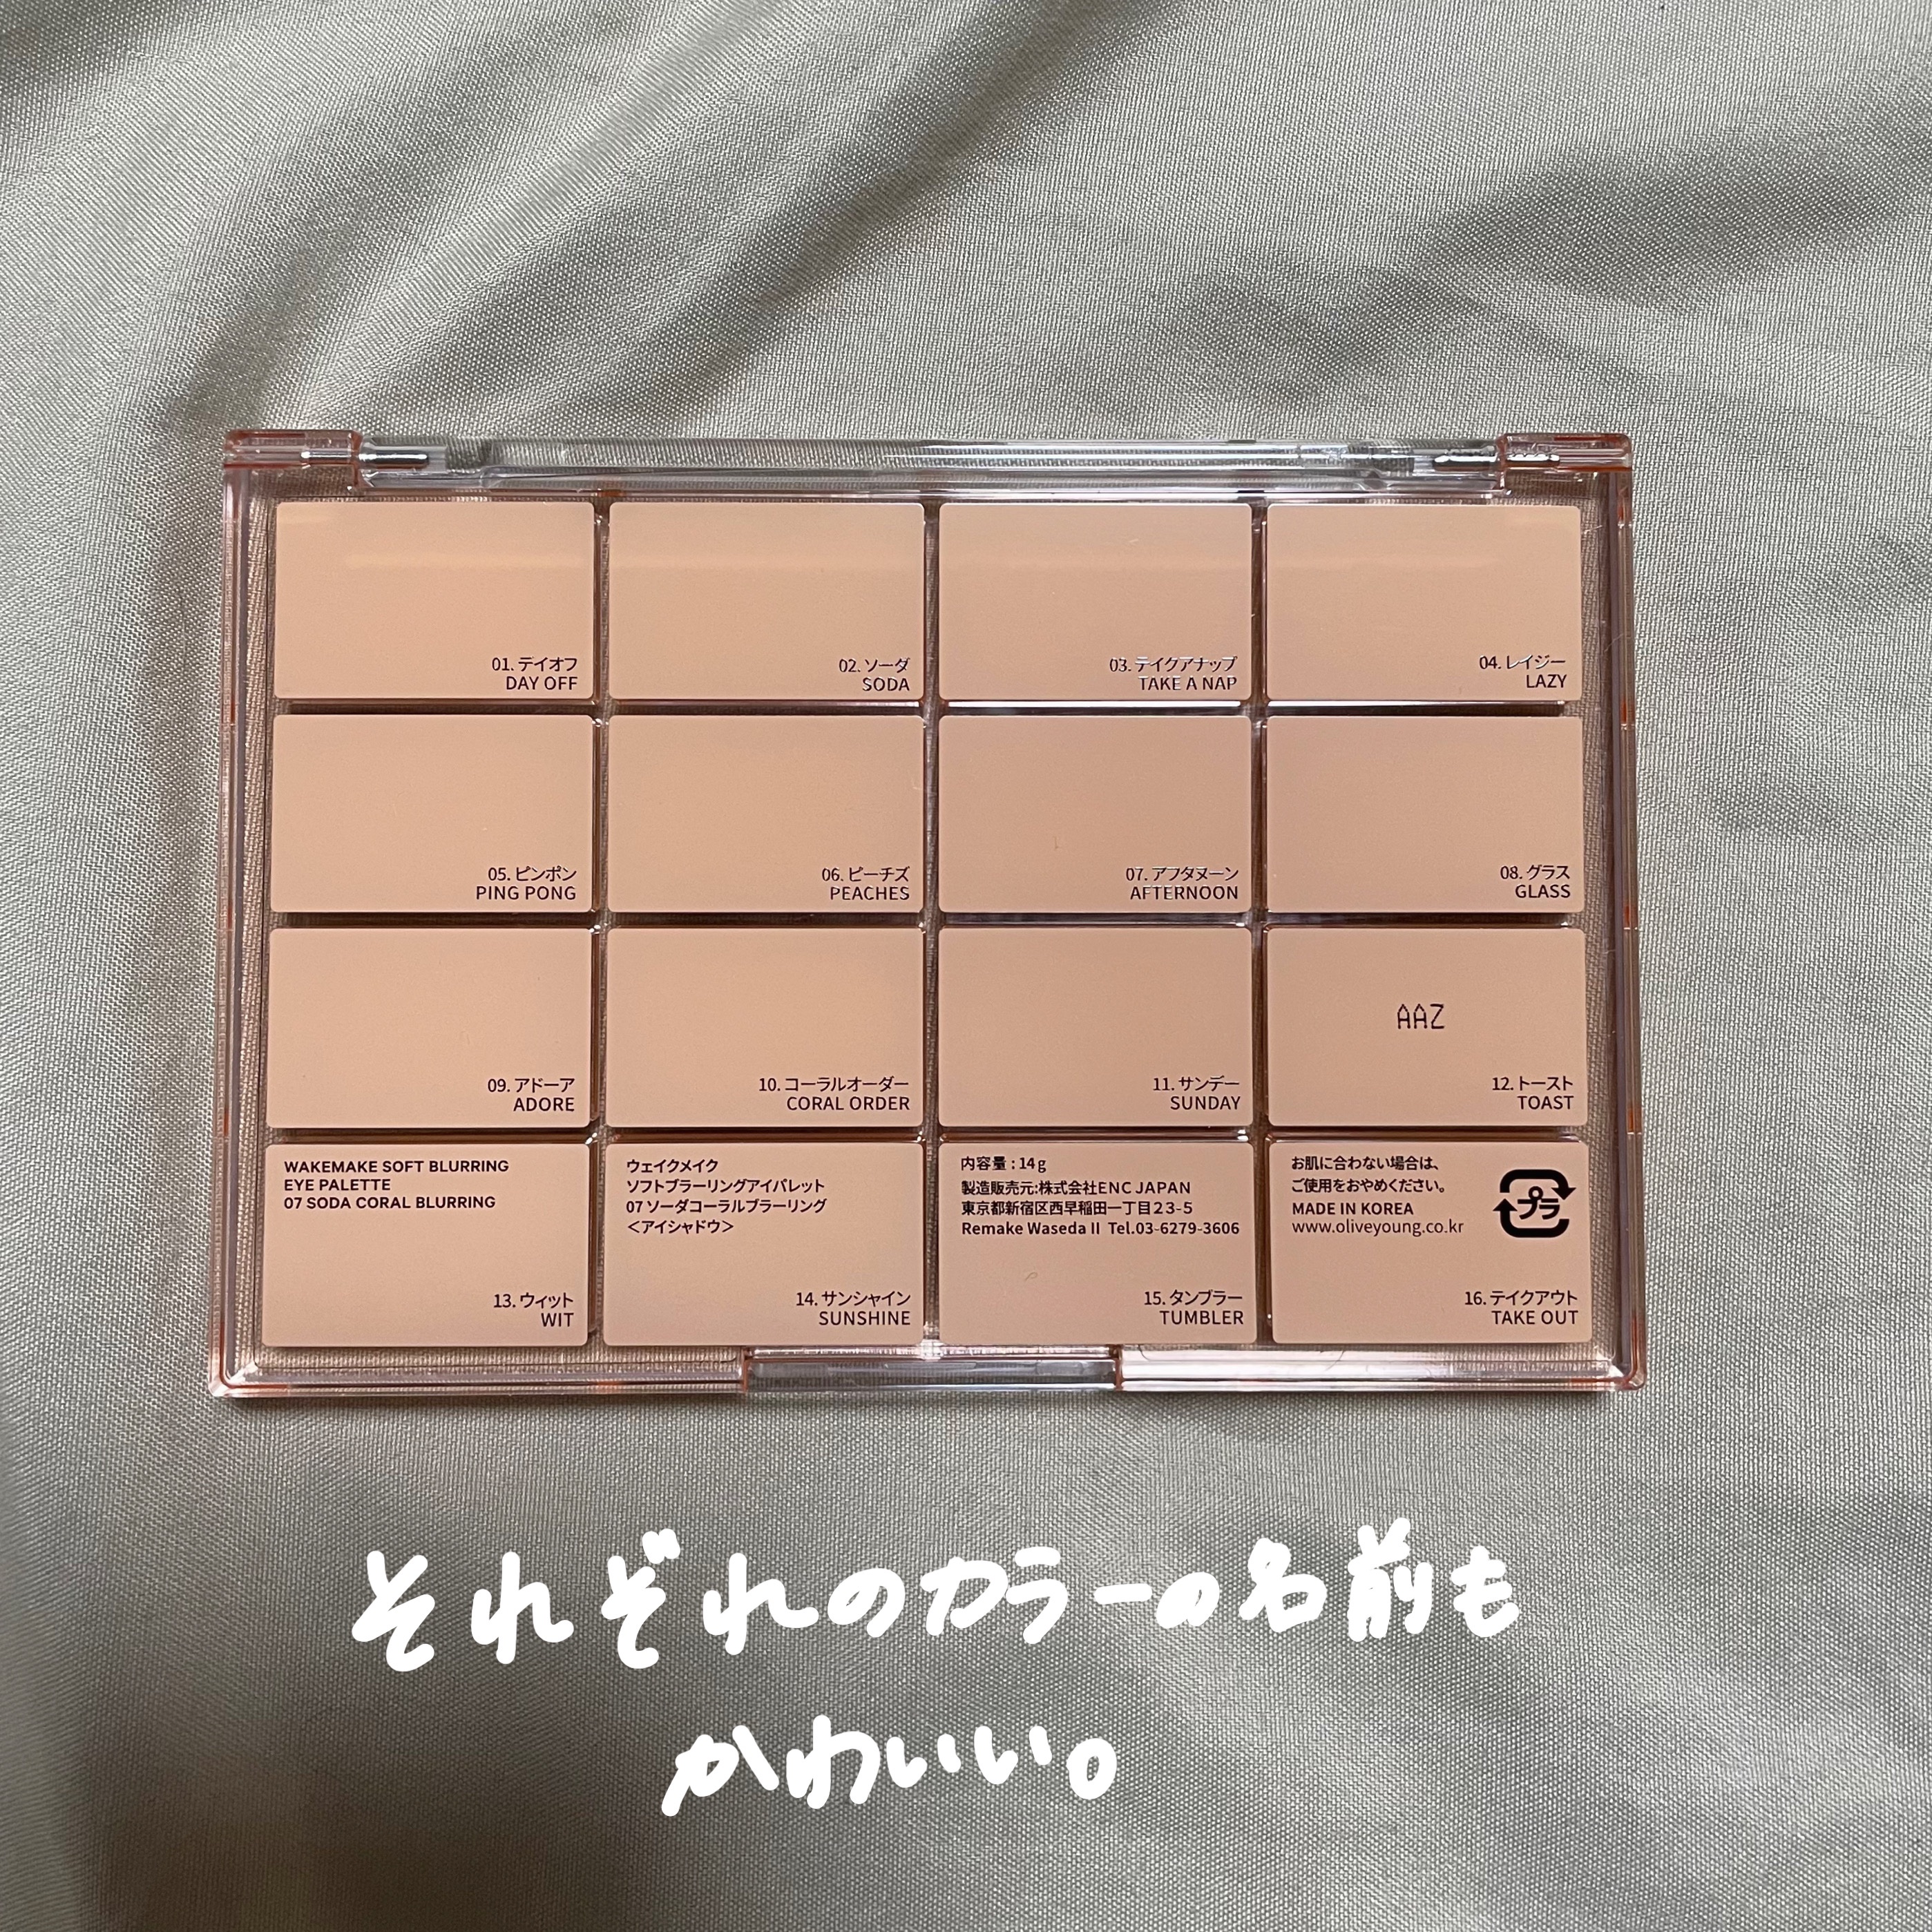 01. デイオフ
DAY OFF
02. ソーダ
SODA
03. テイクアナップ
TAKE A NAP
04. レイジー
LAZY
05. ピンポン
PING PONG
06. ピーチズ
PEACHES
07. アフタヌーン
AFTERNOON
08. グラス
GLASS
09. アドーア
ADORE
10. コーラルオーダー
CORAL ORDER
11. サンデー
SUNDAY
AAZ
12. トースト
TOAST
WAKEMAKE SOFT BLURRING
EYE PALETTE
07 SODA CORAL BLURRING
13. ウィット
WIT
ウェイクメイク
ソフトブラーリングアイパレット
07 ソーダコーラルブラーリング
＜アイシャドウ＞
14. サンシャイン
SUNSHINE
内容量 : 14g
製造販売元:株式会社ENC JAPAN
東京都新宿区西早稲田一丁目23-5
Remake Waseda II Tel.03-6279-3606
15. タンブラー
TUMBLER
お肌に合わない場合は、
ご使用をおやめください。
MADE IN KOREA
www.oliveyoung.co.kr
プラ
16. テイクアウト
TAKE OUT
それぞれのカラーの名前も
かわいい。